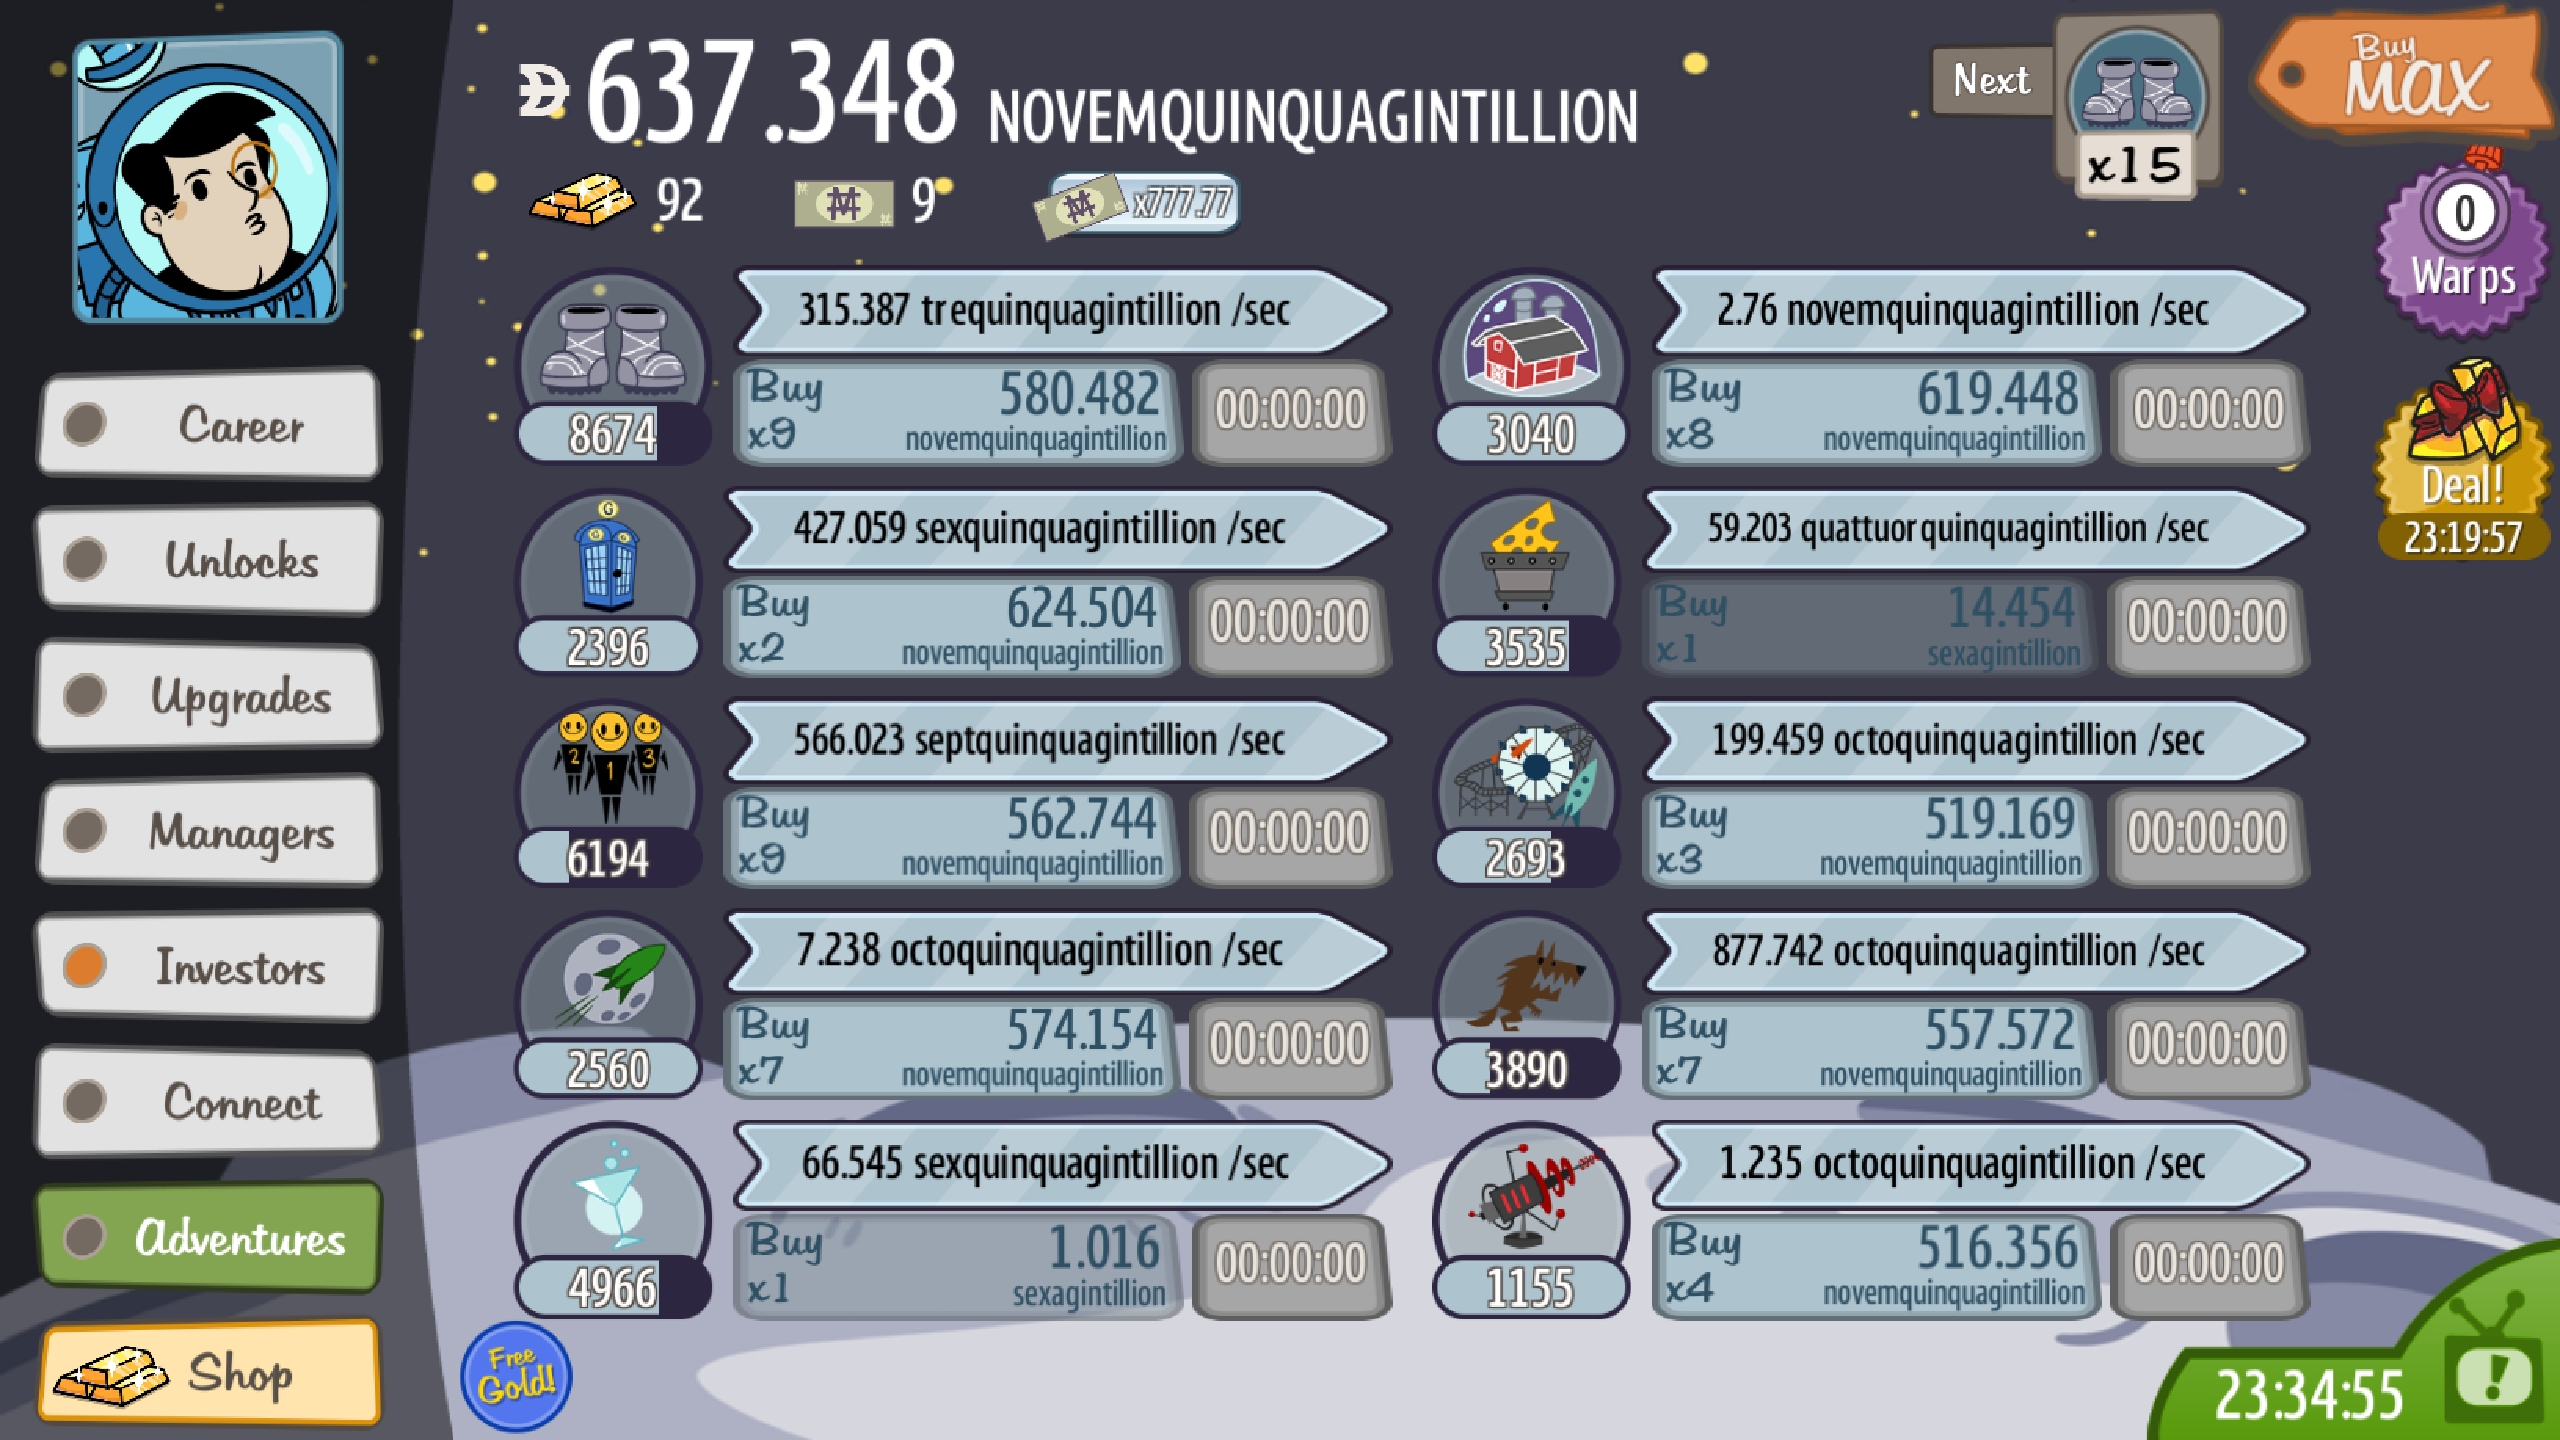 637.348 NOVEMQUINQUAGINTILLION
92
9
x777.77
Next
x15
Buy
MAX
0
Warps
Deal!
23:19:57
Career
Unlocks
Upgrades
Managers
Investors
Connect
Adventures
Shop
315.387 trequinquagintillion /sec
Buy
x9
580.482
novemquinquagintillion
00:00:00
8674
2.76 novemquinquagintillion /sec
Buy
x8
619.448
novemquinquagintillion
00:00:00
3040
G
G G
427.059 sexquinquagintillion /sec
Buy
x2
624.504
novemquinquagintillion
00:00:00
2396
59.203 quattuorquinquagintillion /sec
Buy
x1
14.454
sexagintillion
00:00:00
3535
2 1 3
566.023 septquinquagintillion /sec
Buy
x9
562.744
novemquinquagintillion
00:00:00
6194
199.459 octoquinquagintillion /sec
Buy
x3
519.169
novemquinquagintillion
00:00:00
2693
7.238 octoquinquagintillion /sec
Buy
x7
574.154
novemquinquagintillion
00:00:00
2560
877.742 octoquinquagintillion /sec
Buy
x7
557.572
novemquinquagintillion
00:00:00
3890
66.545 sexquinquagintillion /sec
Buy
x1
1.016
sexagintillion
00:00:00
4966
1.235 octoquinquagintillion /sec
Buy
x4
516.356
novemquinquagintillion
00:00:00
1155
Free
Gold!
23:34:55
!